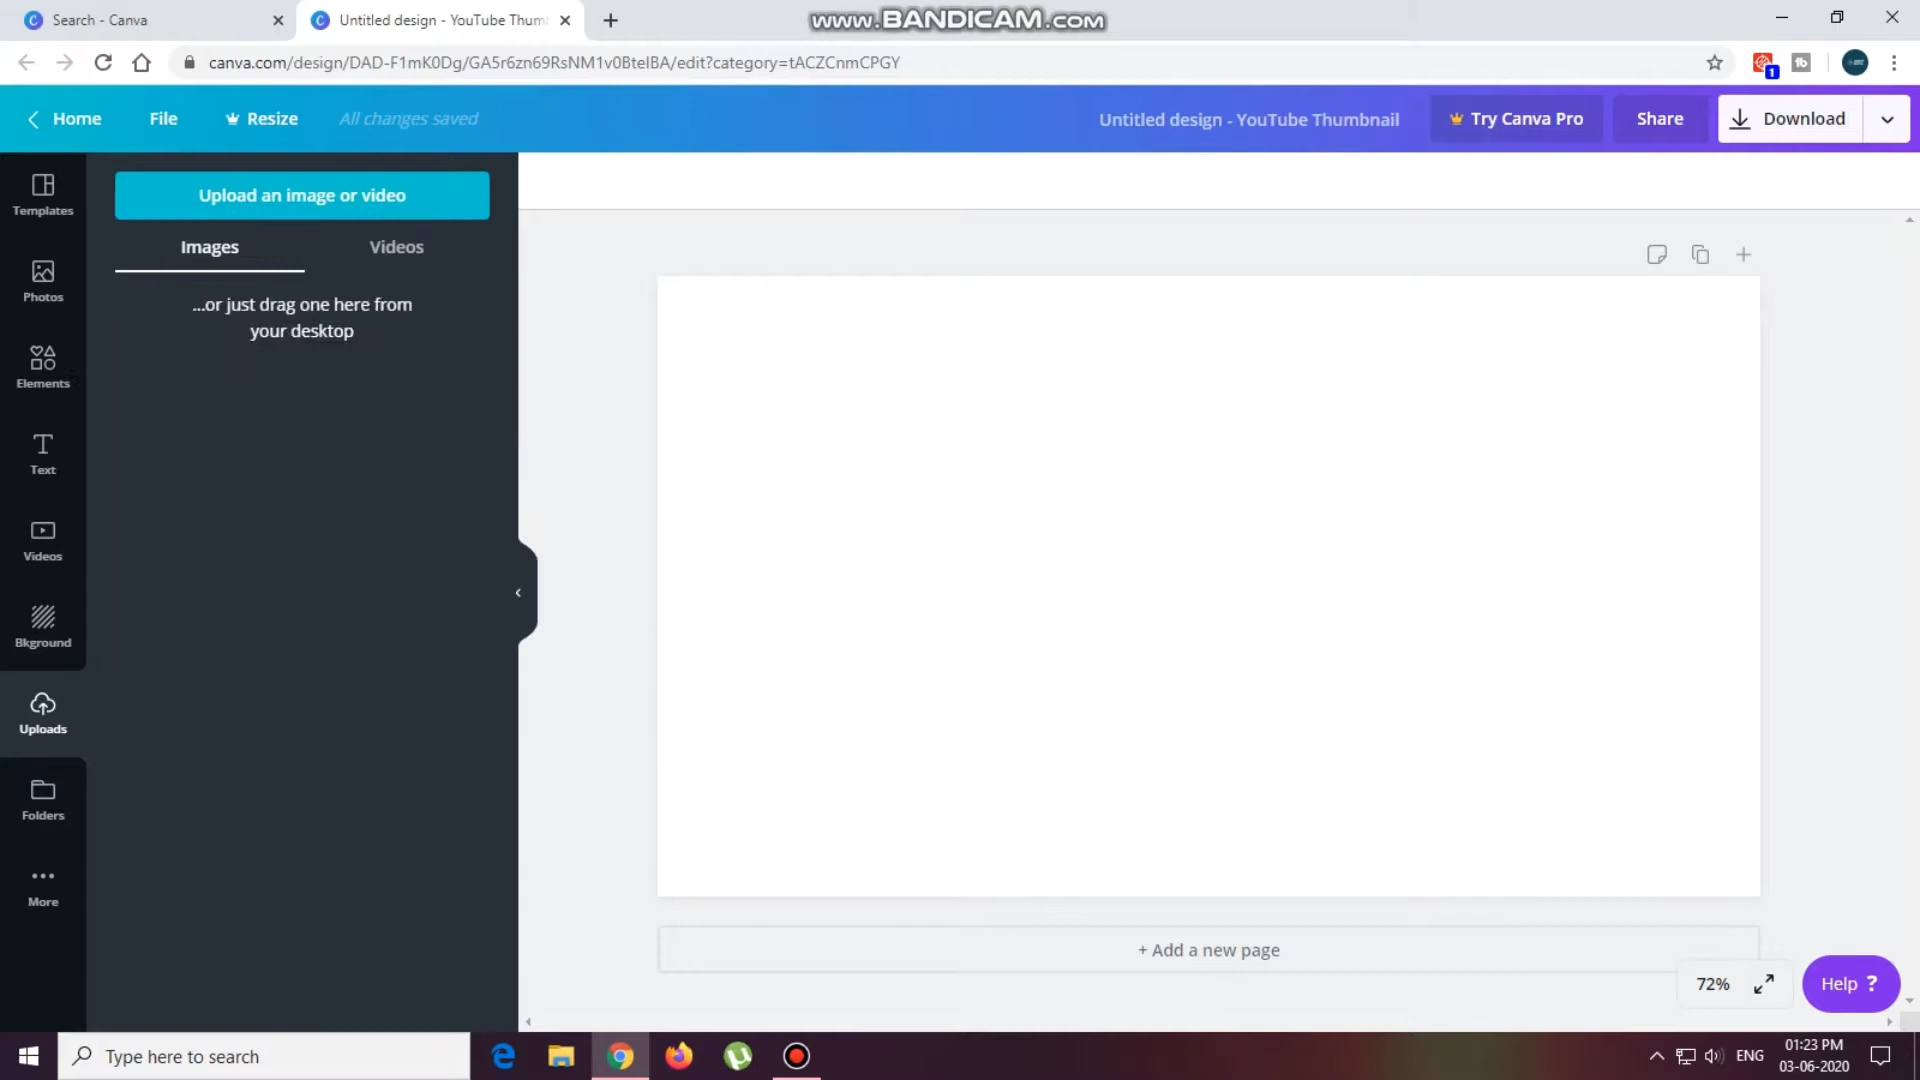 Search - Canva
Untitled design - YouTube Thum
www.BANDICAM.com
canva.com/design/DAD-F1mK0Dg/GA5r6zn69RsNM1v0BtelBA/edit?category=tACZCnmCPGY
1
Home
File
Resize
All changes saved
Untitled design - YouTube Thumbnail
Try Canva Pro
Share
Download
Templates
Photos
Elements
Text
Videos
Bkground
Uploads
Folders
More
Upload an image or video
Images
Videos
...or just drag one here from
your desktop
+ Add a new page
72%
Help ?
Type here to search
ENG
01:23 PM
03-06-2020